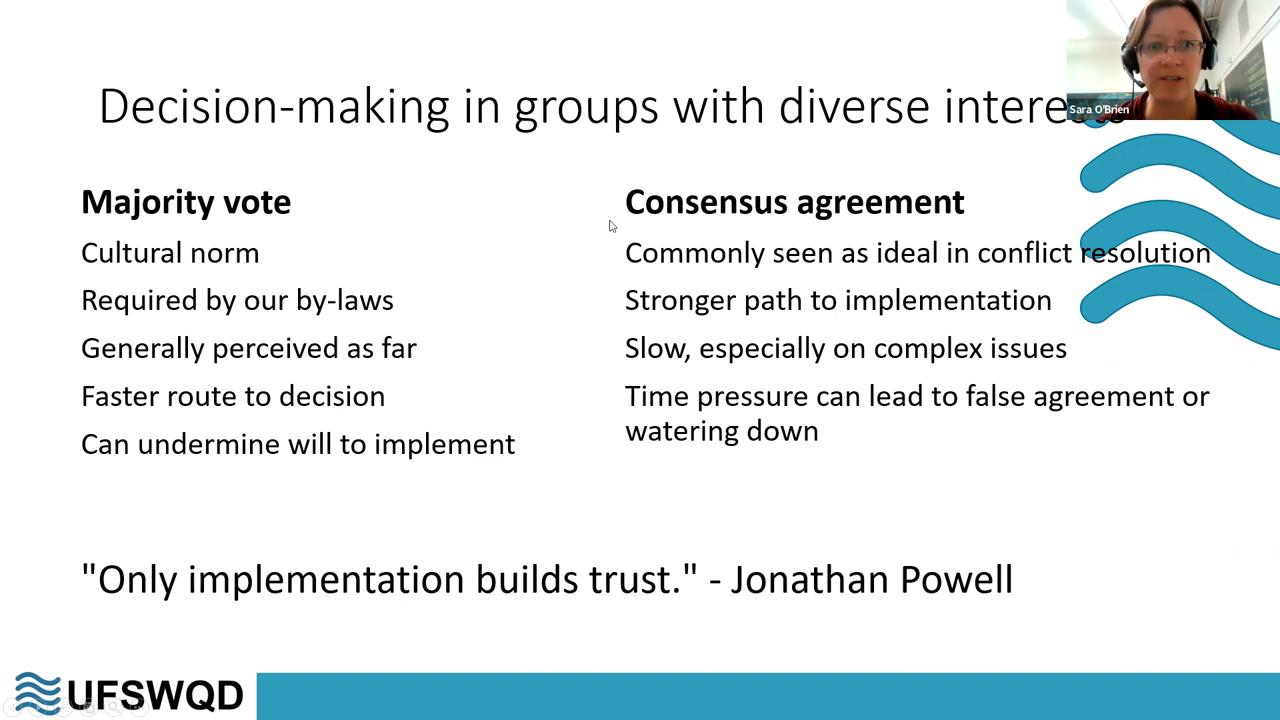 Decision-making in groups with diverse
Sara O'Brien
Majority vote
Cultural norm
Required by our by-laws
Generally perceived as far
Faster route to decision
Can undermine will to implement
Consensus agreement
Commonly seen as ideal in conflict resolution
Stronger path to implementation
Slow, especially on complex issues
Time pressure can lead to false agreement or
watering down
"Only implementation builds trust." - Jonathan Powell
UFSWQD